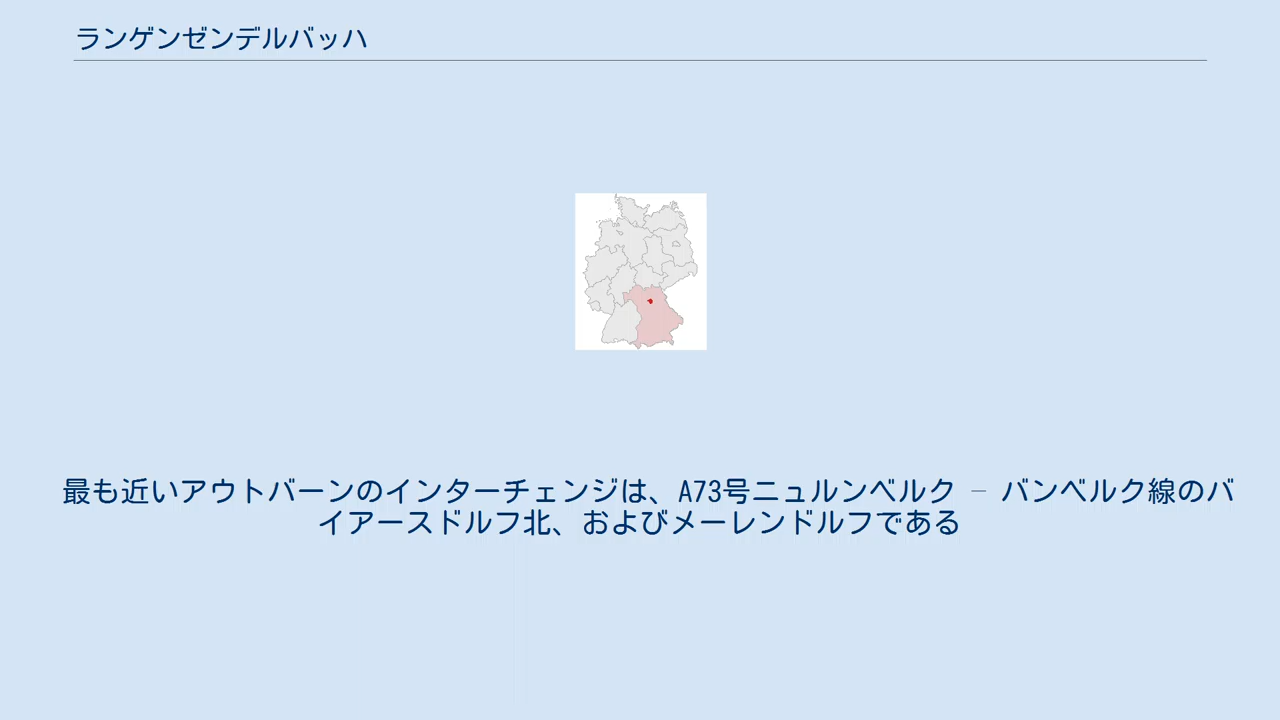 ランゲンゼンデルバッハ
最も近いアウトバーンのインターチェンジは、A73号ニュルンベルク – バンベルク線のバ
イアースドルフ北、およびメーレンドルフである